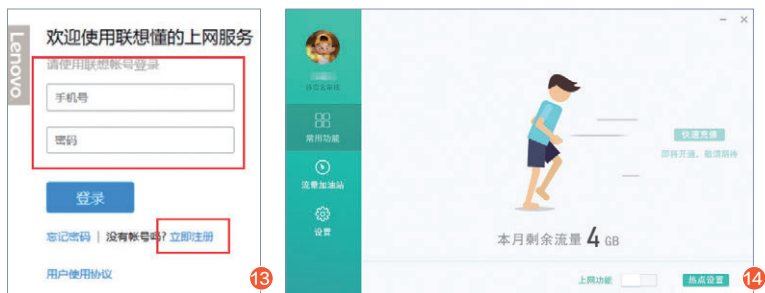 Lenovo
欢迎使用联想懂的上网服务
请使用联想帐号登录
手机号
密码
登录
忘记密码 | 没有帐号吗? 立即注册
用户使用协议
13
常用功能
流量加油站
设置
快速充值
即将开通，敬请期待
本月剩余流量 4 GB
上网功能
热点设置
14